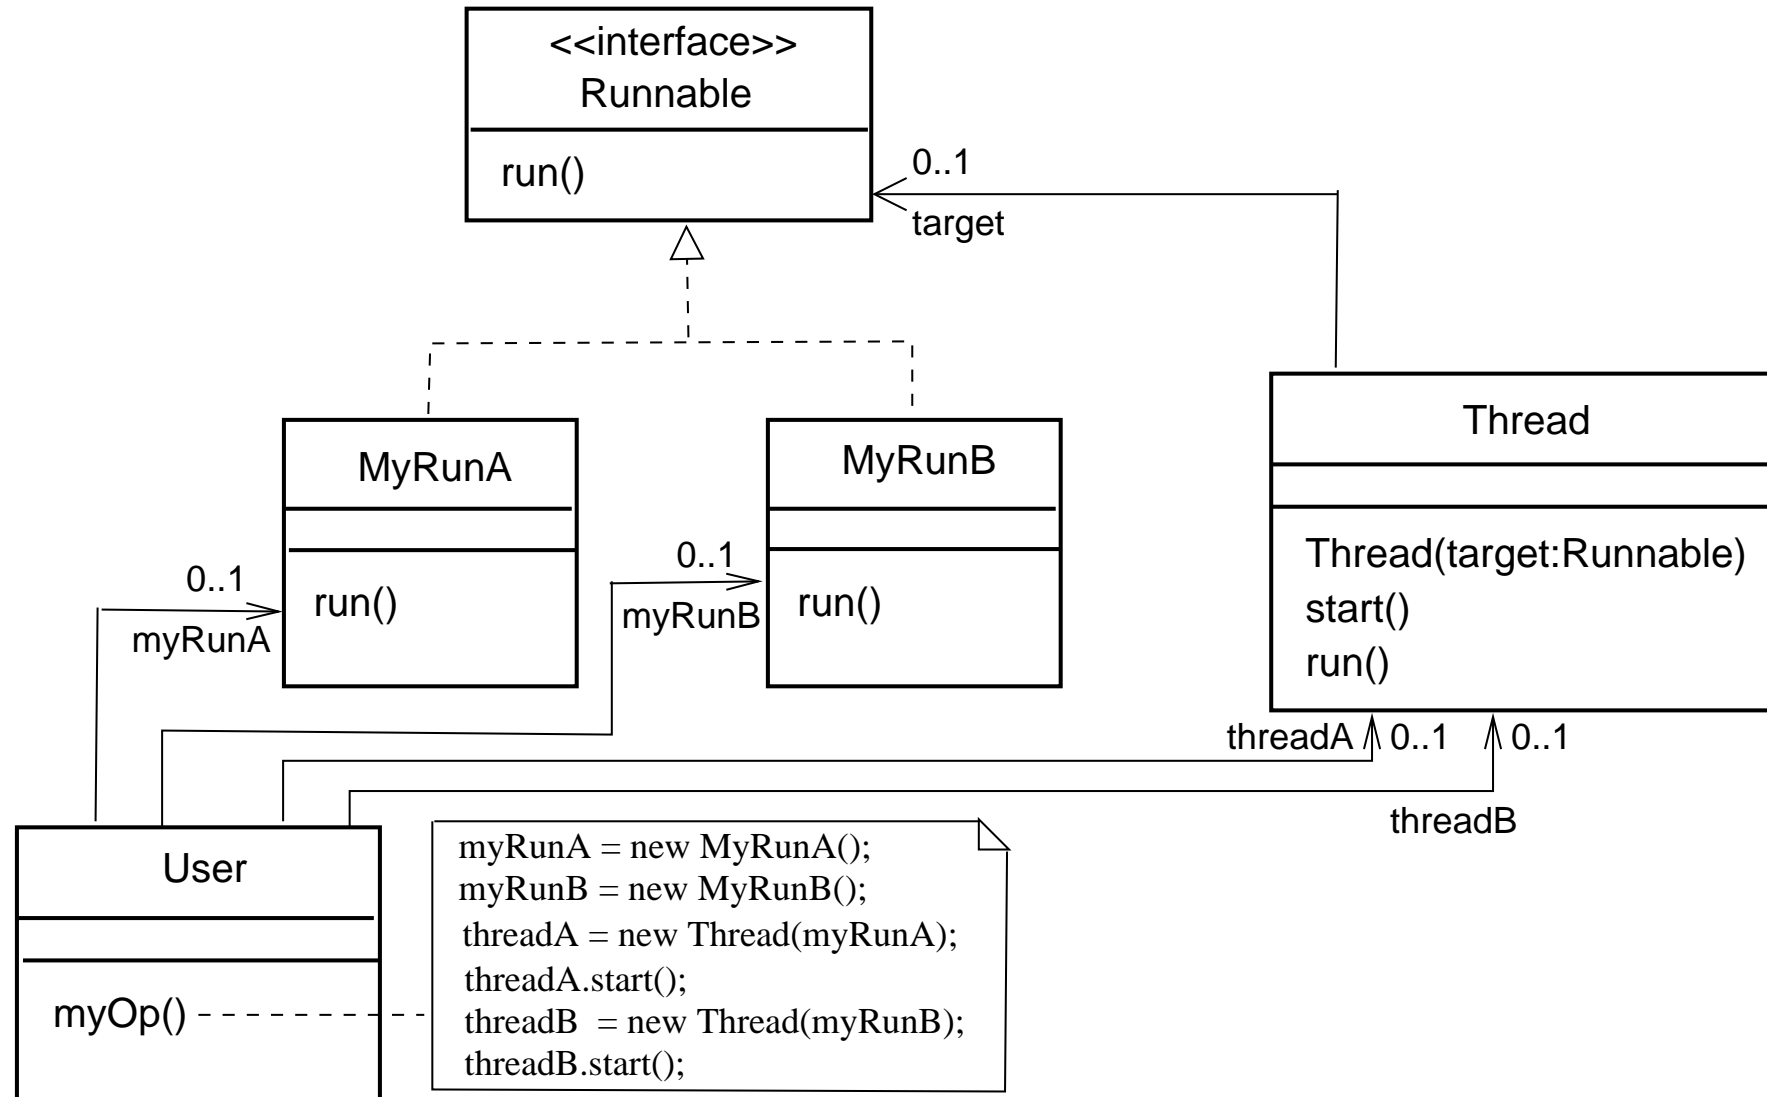 <<interface>>
Runnable
run()
0..1
target
MyRunA
run()
0..1
myRunA
MyRunB
run()
0..1
myRunB
Thread
Thread(target:Runnable)
start()
run()
threadA 0..1
0..1
threadB
User
myOp()
myRunA = new MyRunA();
myRunB = new MyRunB();
threadA = new Thread(myRunA);
threadA.start();
threadB = new Thread(myRunB);
threadB.start();